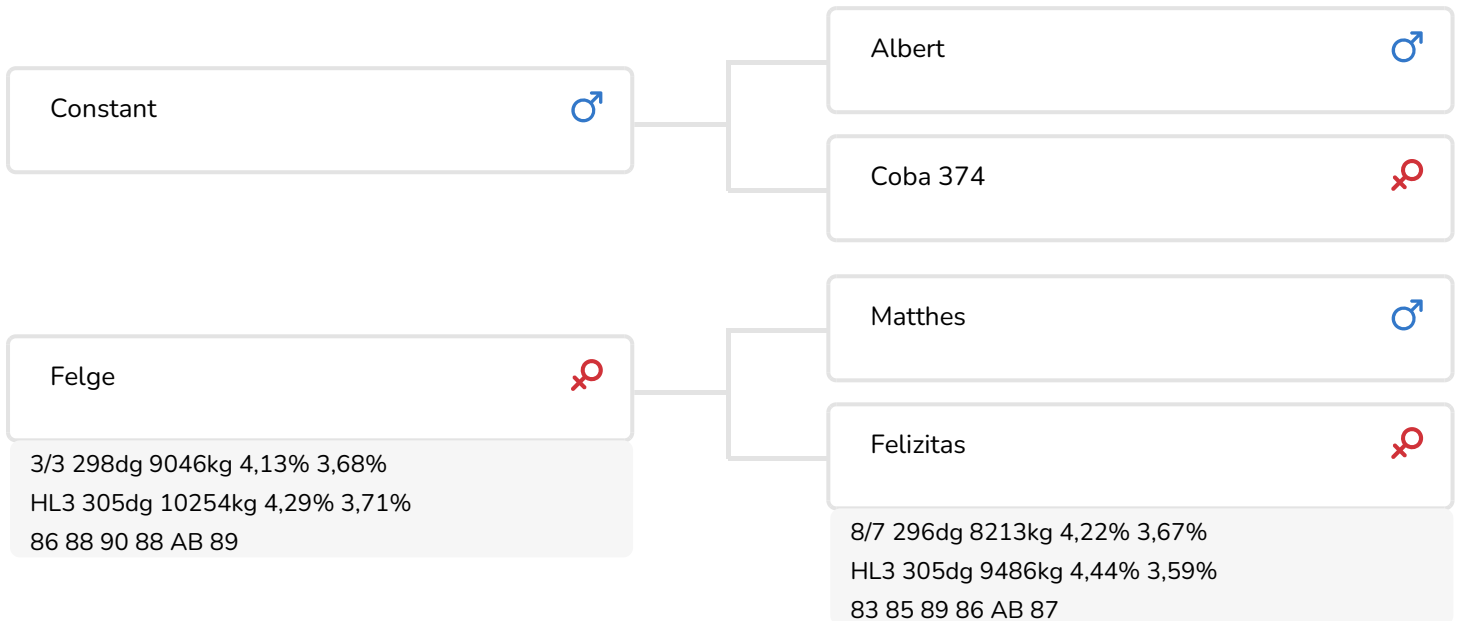 Albert
Constant
Coba 374
Matthes
Felge
Felizitas
3/3 298dg 9046kg 4,13% 3,68%
HL3 305dg 10254kg 4,29% 3,71%
86 88 90 88 AB 89
8/7 296dg 8213kg 4,22% 3,67%
HL3 305dg 9486kg 4,44% 3,59%
83 85 89 86 AB 87